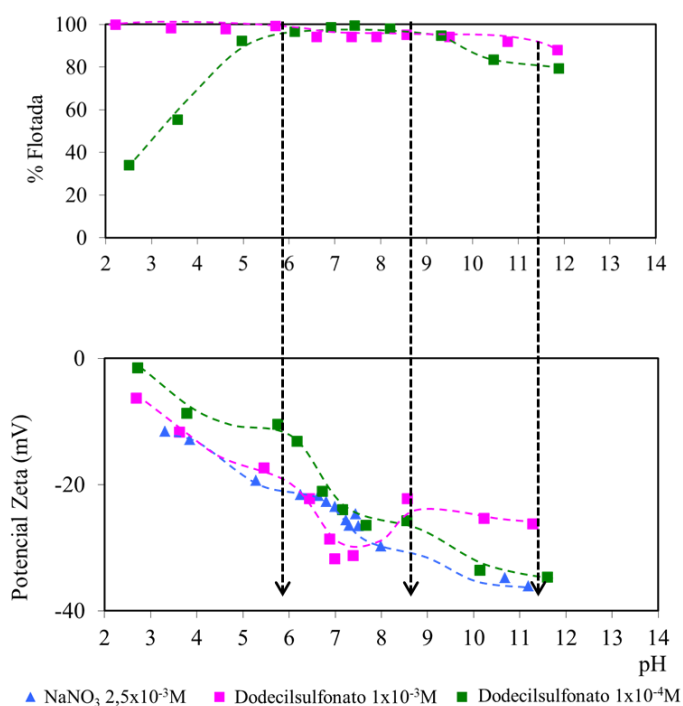 % Flotada
100
80
60
40
20
0
2 3 4 5 6 7 8 9 10 11 12 13 14
Potencial Zeta (mV)
0
-20
-40
2 3 4 5 6 7 8 9 10 11 12 13 14
pH
NaNO₃ 2,5x10⁻³M Dodecilsulfonato 1x10⁻³M Dodecilsulfonato 1x10⁻⁴M